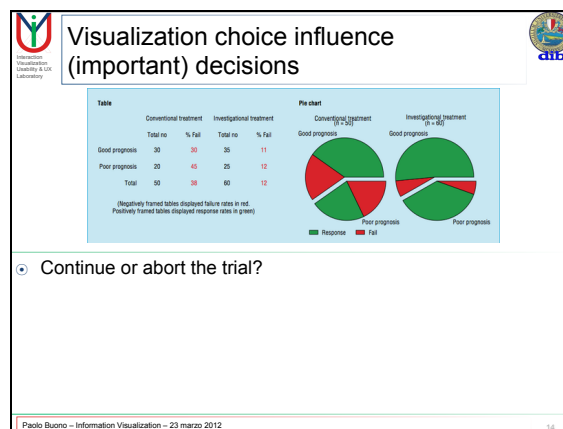 Visualization choice influence
(important) decisions
Interaction
Visualization
Usability & UX
Laboratory
dib
Table
Conventional treatment Investigational treatment
Total no % Fail Total no % Fail
Good prognosis 30 30 35 11
Poor prognosis 20 45 25 12
Total 50 38 60 12
(Negatively framed tables displayed failure rates in red.
Positively framed tables displayed response rates in green)
Pie chart
Conventional treatment
(n = 50)
Good prognosis
Poor prognosis
Investigational treatment
(n = 60)
Good prognosis
Poor prognosis
Response Fail
Continue or abort the trial?
Paolo Buono – Information Visualization – 23 marzo 2012
14